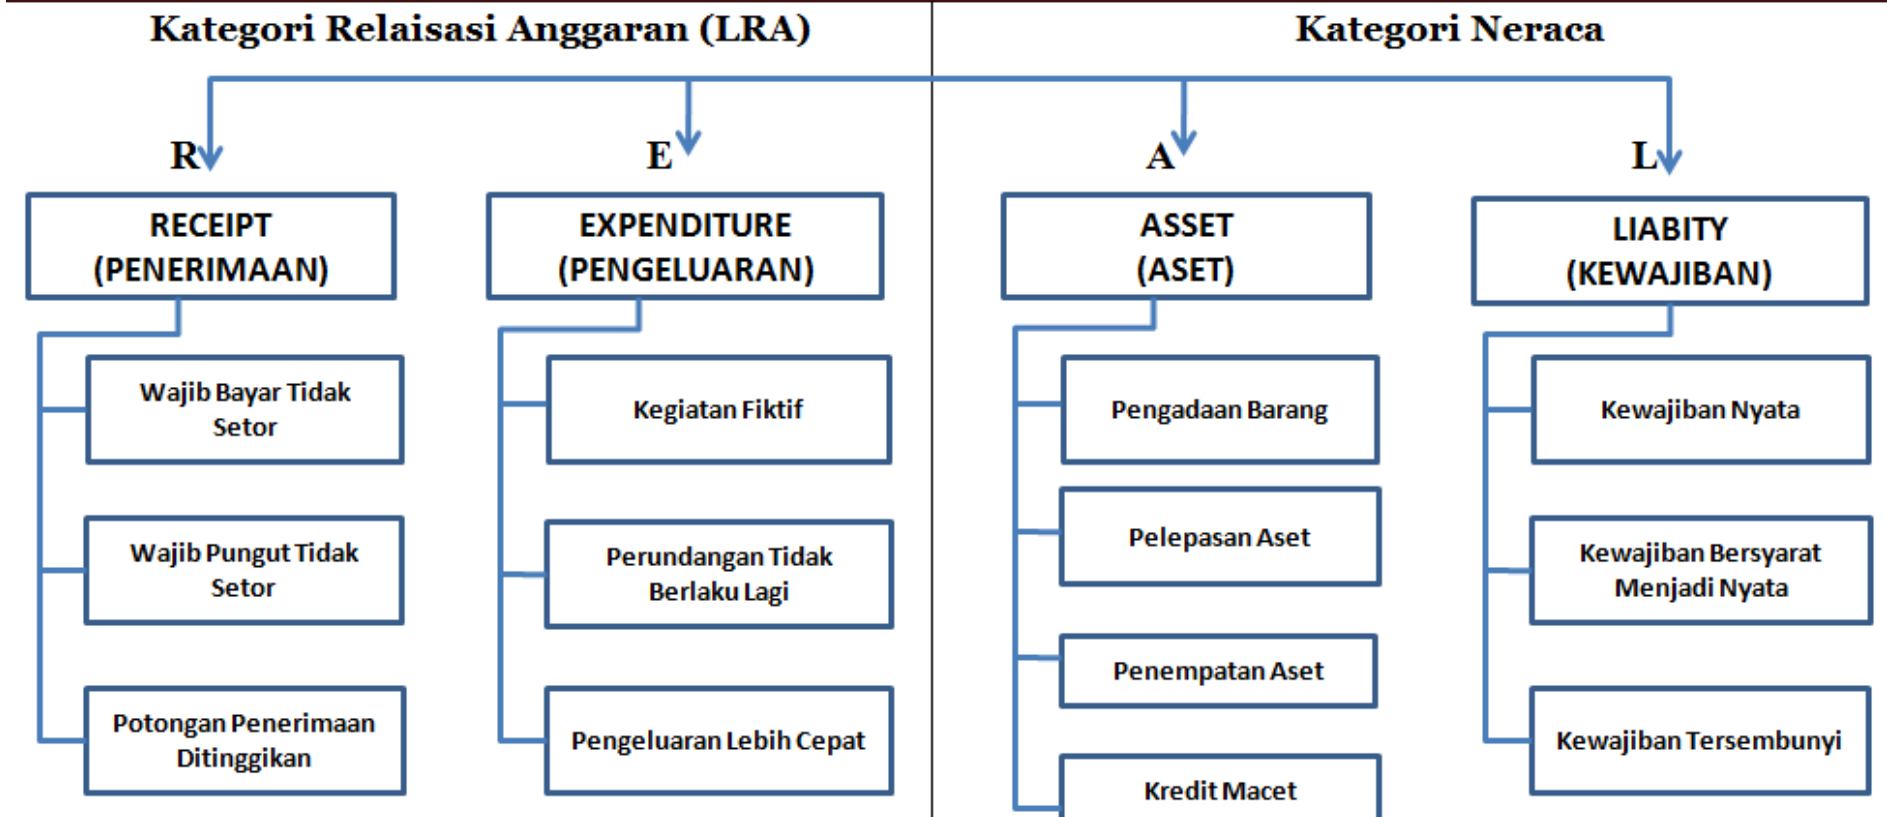 Kategori Relaisasi Anggaran (LRA)
Kategori Neraca
R
E
A
L
RECEIPT
(PENERIMAAN)
EXPENDITURE
(PENGELUARAN)
ASSET
(ASET)
LIABITY
(KEWAJIBAN)
Wajib Bayar Tidak
Setor
Wajib Pungut Tidak
Setor
Potongan Penerimaan
Ditinggikan
Kegiatan Fiktif
Perundangan Tidak
Berlaku Lagi
Pengeluaran Lebih Cepat
Pengadaan Barang
Pelepasan Aset
Penempatan Aset
Kredit Macet
Kewajiban Nyata
Kewajiban Bersyarat
Menjadi Nyata
Kewajiban Tersembunyi